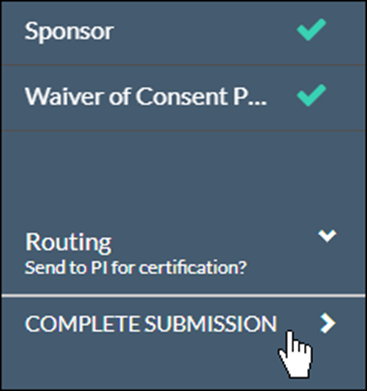 Sponsor
Waiver of Consent P...
Routing
Send to PI for certification?
COMPLETE SUBMISSION